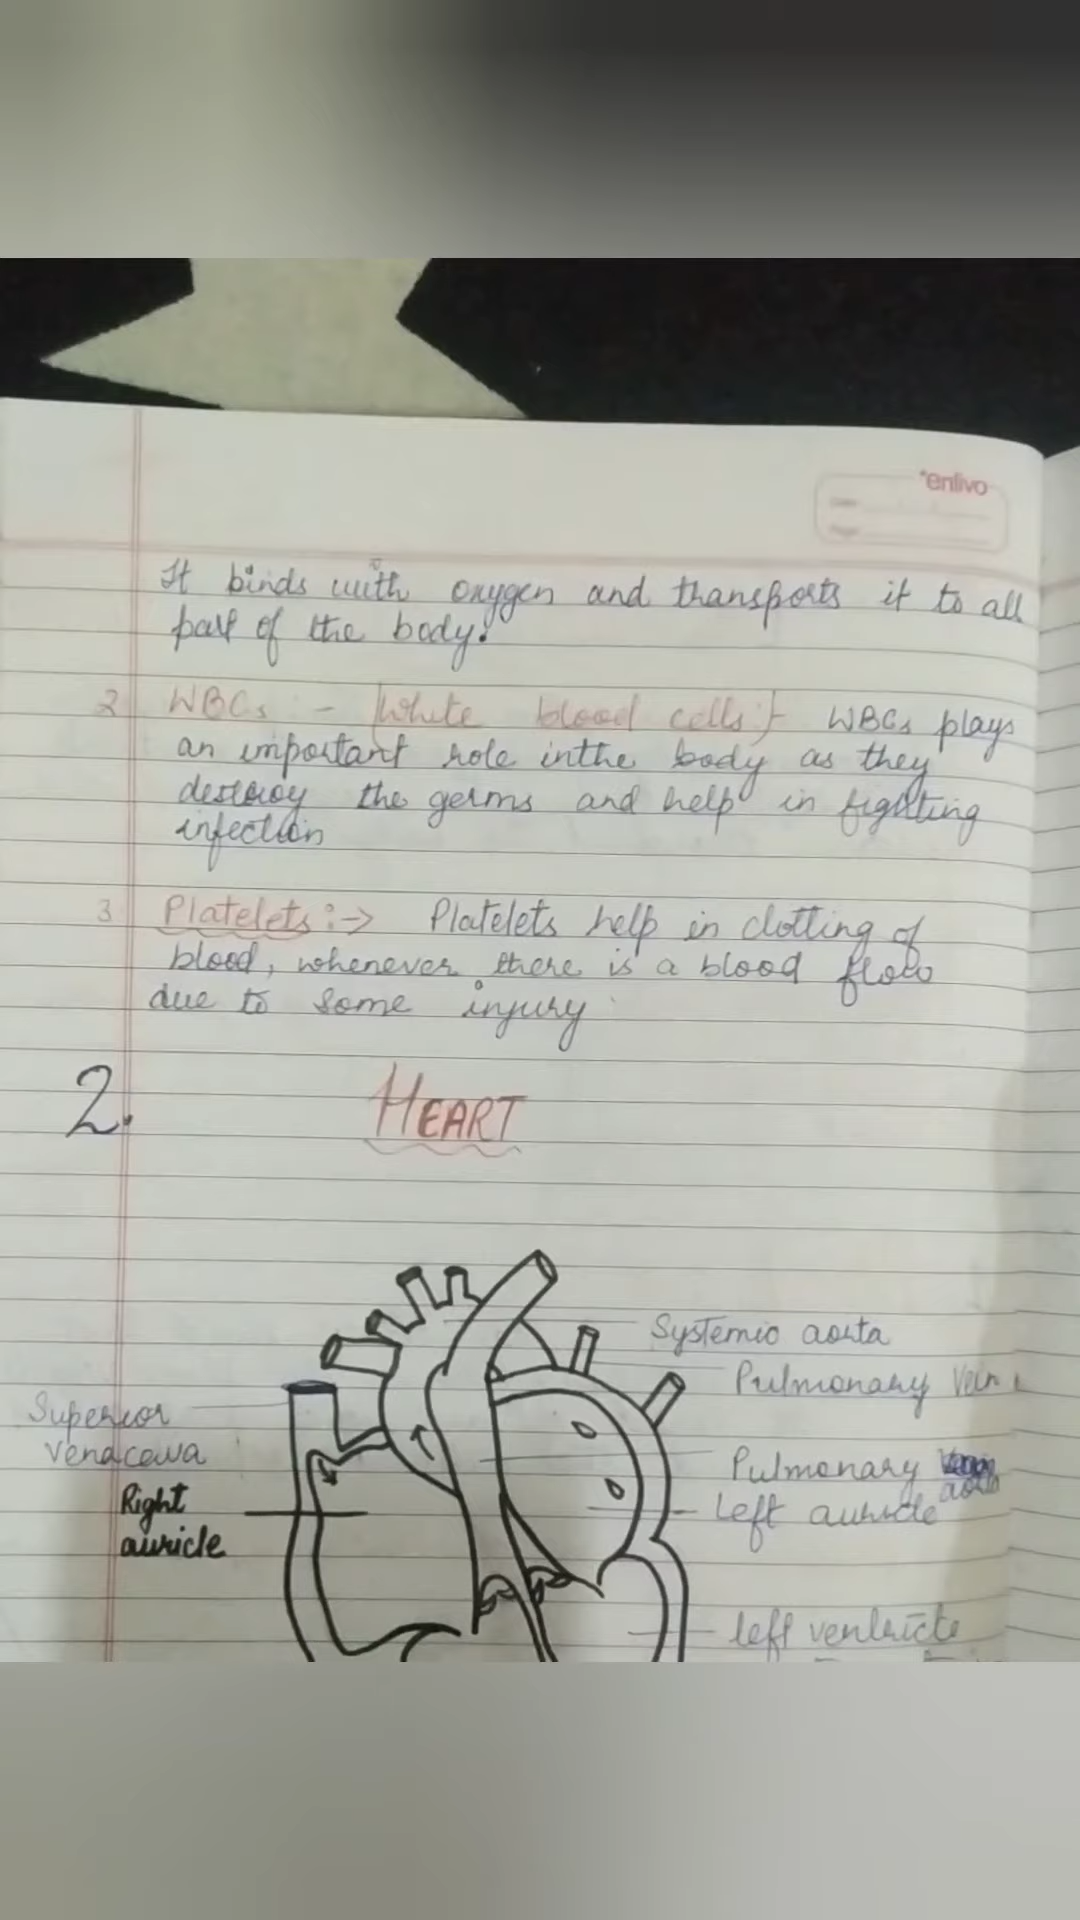 *enlivo
It binds with oxygen and transports it to all
part of the body.
2 WBCs :- (White blood cells)- WBCs plays
an important role inthe body as they
destroy the germs and help in fighting
infection
3 Platelets :-> Platelets help in clotting of
blood, whenever there is a blood flow
due to some injury
2. HEART
Systemic aorta
Pulmonary Vein
Superior
Venacava
Pulmonary
aorta
Right
auricle
Left auricle
left ventricle